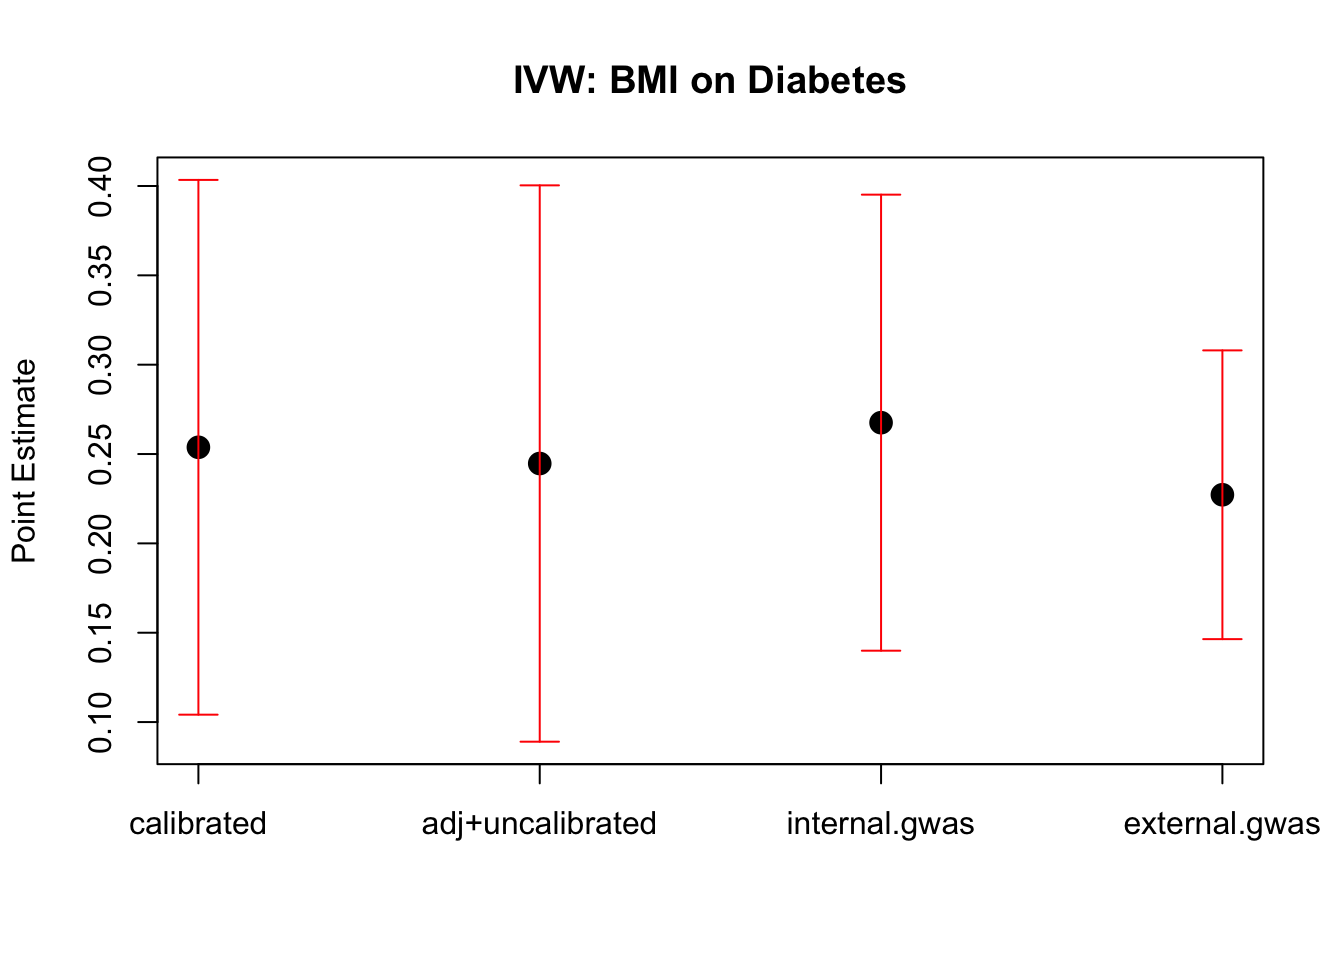 IVW: BMI on Diabetes
Point Estimate
0.40
0.35
0.30
0.25
0.20
0.15
0.10
calibrated
adj+uncalibrated
internal.gwas
external.gwas